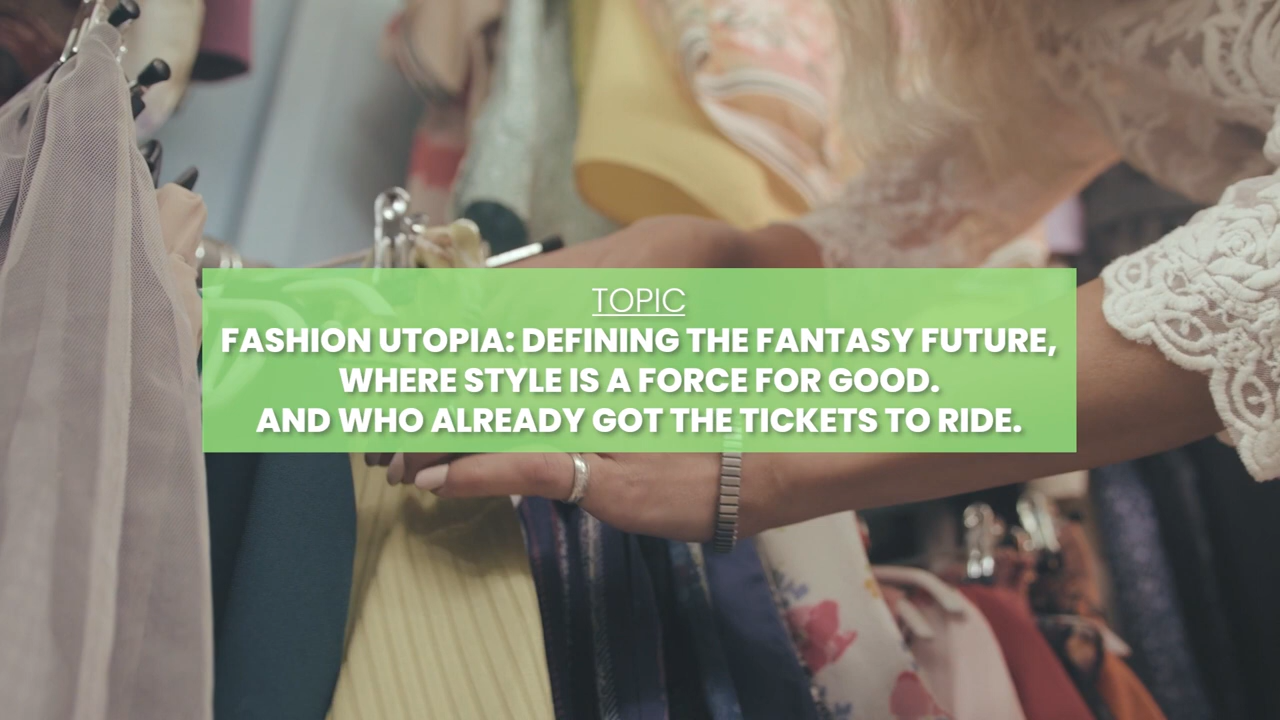 TOPIC
FASHION UTOPIA: DEFINING THE FANTASY FUTURE,
WHERE STYLE IS A FORCE FOR GOOD.
AND WHO ALREADY GOT THE TICKETS TO RIDE.